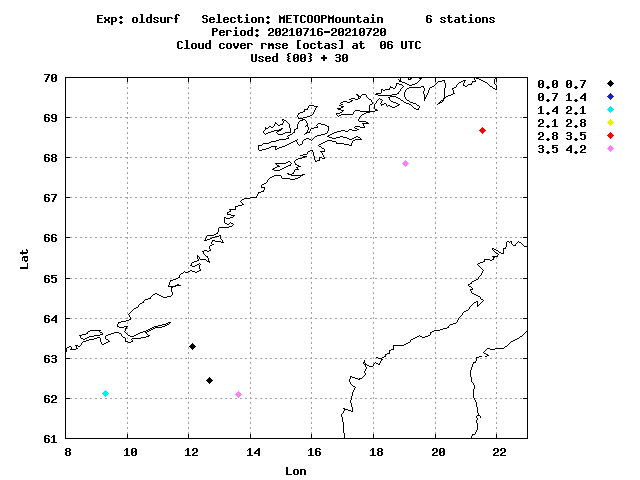 Exp: oldsurf   Selection: METCOOPMountain      6 stations
Period: 20210716-20210720
Cloud cover rmse [octas] at  06 UTC
Used {00} + 30
70
69
68
67
66
65
64
63
62
61
Lat
8 10 12 14 16 18 20 22
Lon
0.0 0.7
0.7 1.4
1.4 2.1
2.1 2.8
2.8 3.5
3.5 4.2